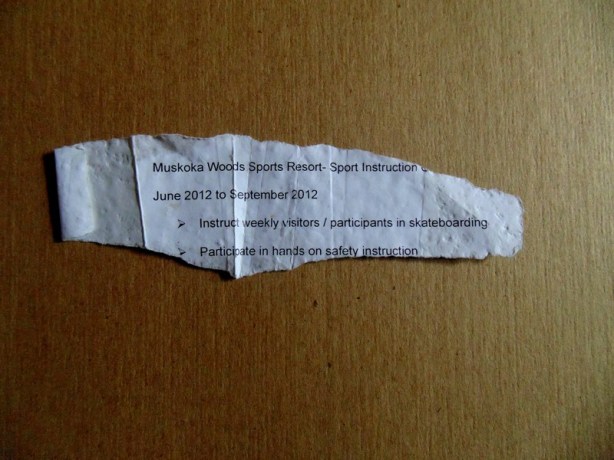 Muskoka Woods Sports Resort- Sport Instruction
June 2012 to September 2012
➢ Instruct weekly visitors / participants in skateboarding
➢ Participate in hands on safety instruction